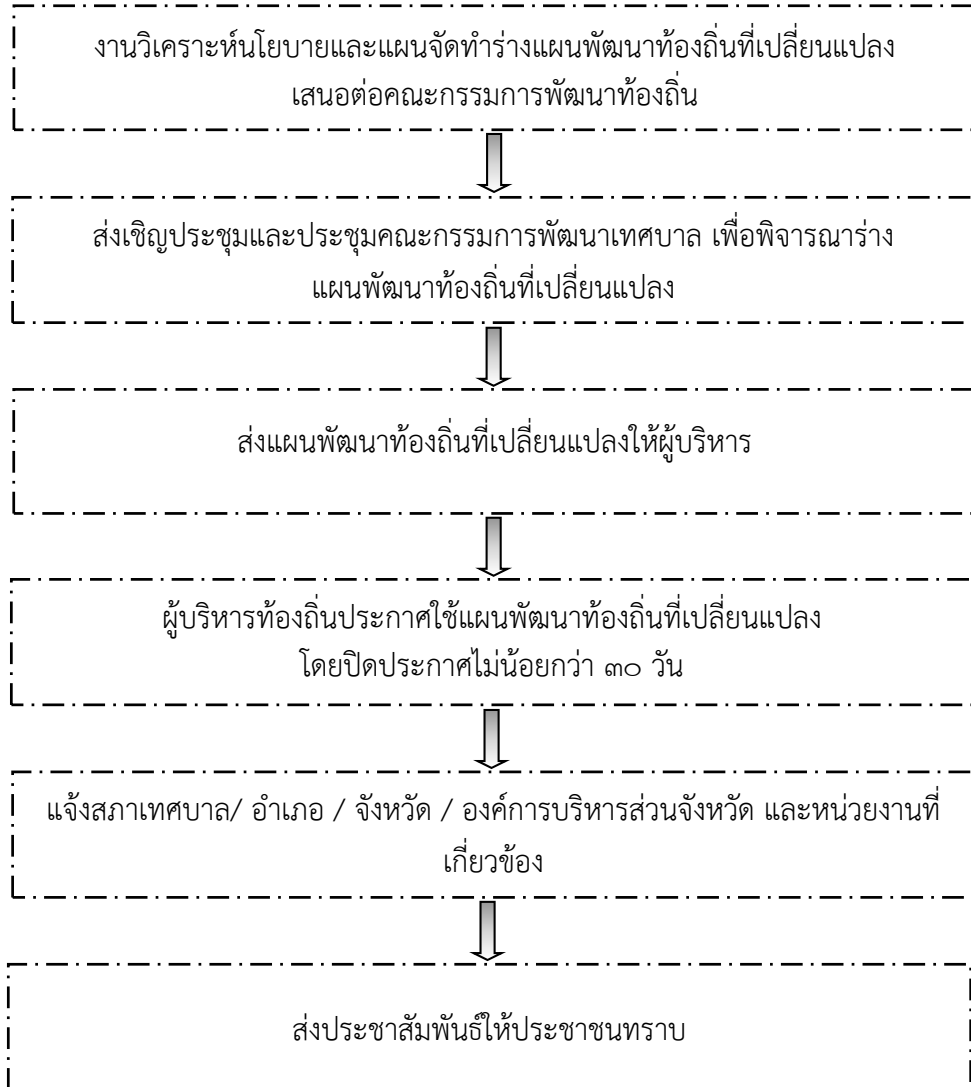 งานวิเคราะห์นโยบายและแผนจัดทำร่างแผนพัฒนาท้องถิ่นที่เปลี่ยนแปลง
เสนอต่อคณะกรรมการพัฒนาท้องถิ่น
ส่งเชิญประชุมและประชุมคณะกรรมการพัฒนาเทศบาล เพื่อพิจารณาร่าง
แผนพัฒนาท้องถิ่นที่เปลี่ยนแปลง
ส่งแผนพัฒนาท้องถิ่นที่เปลี่ยนแปลงให้ผู้บริหาร
ผู้บริหารท้องถิ่นประกาศใช้แผนพัฒนาท้องถิ่นที่เปลี่ยนแปลง
โดยปิดประกาศไม่น้อยกว่า ๓๐ วัน
แจ้งสภาเทศบาล/ อำเภอ / จังหวัด / องค์การบริหารส่วนจังหวัด และหน่วยงานที่
เกี่ยวข้อง
ส่งประชาสัมพันธ์ให้ประชาชนทราบ